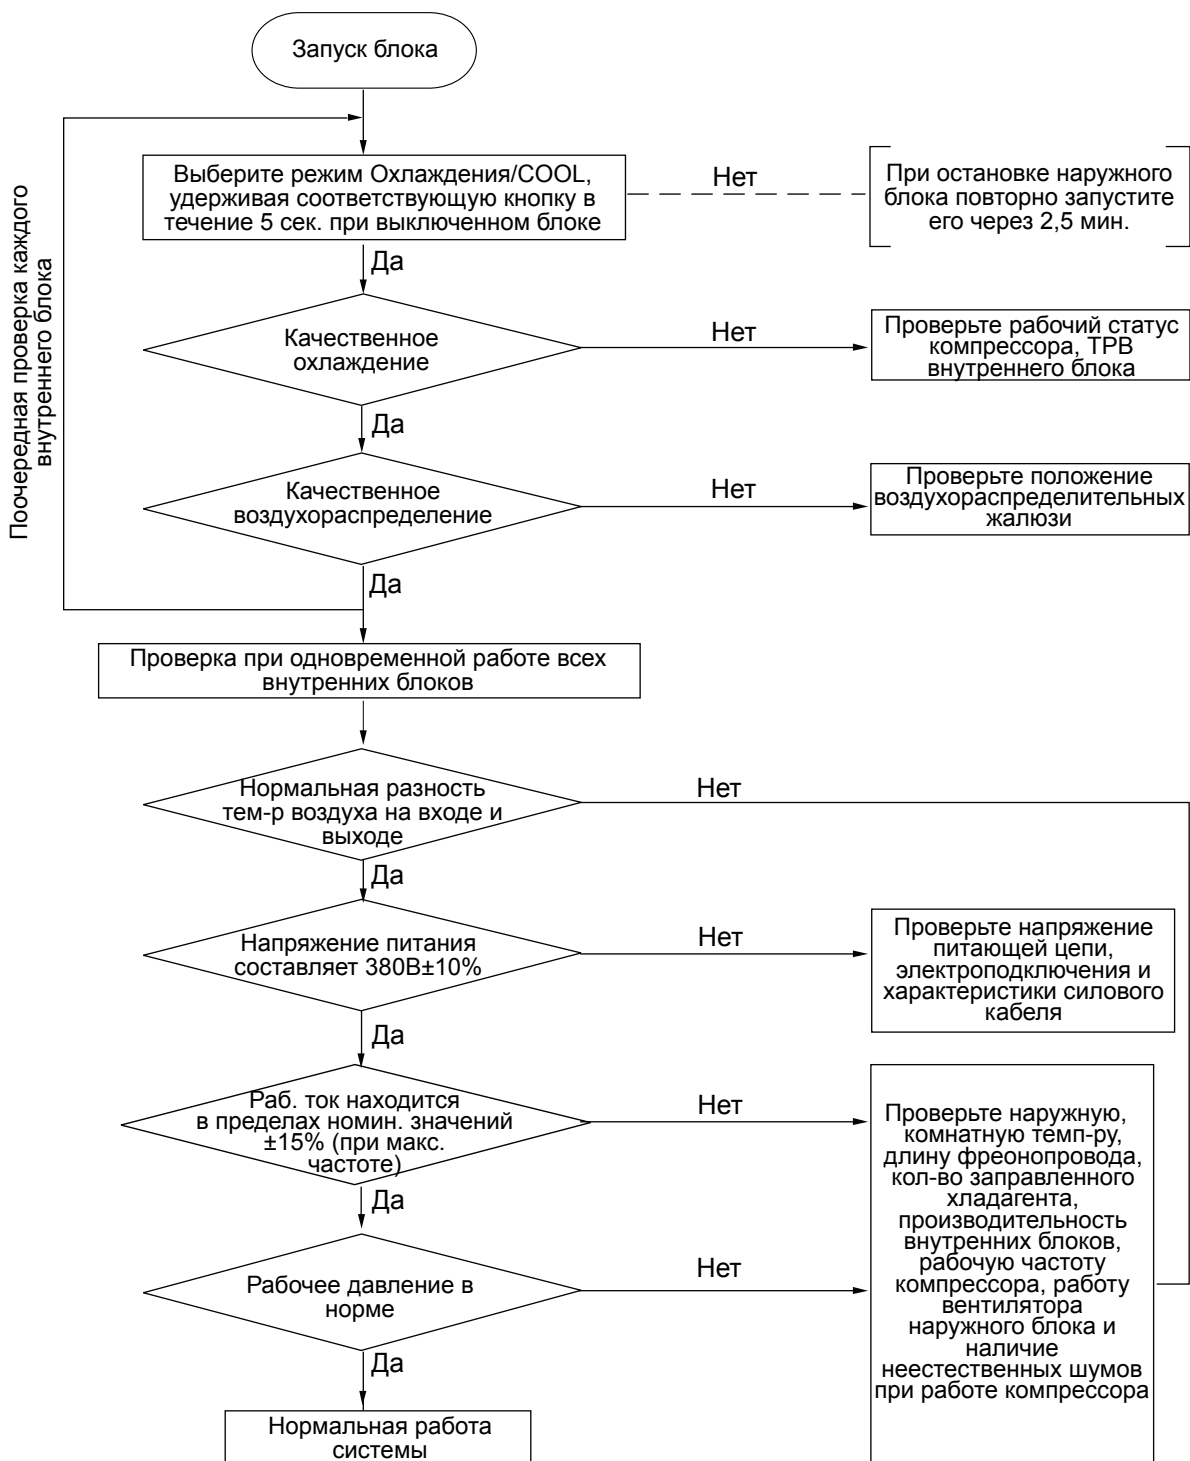 Запуск блока
Поочередная проверка каждого
внутреннего блока
Выберите режим Охлаждения/COOL,
удерживая соответствующую кнопку в
течение 5 сек. при выключенном блоке
Нет
При остановке наружного
блока повторно запустите
его через 2,5 мин.
Да
Качественное
охлаждение
Нет
Проверьте рабочий статус
компрессора, ТРВ
внутреннего блока
Да
Качественное
воздухораспределение
Нет
Проверьте положение
воздухораспределительных
жалюзи
Да
Проверка при одновременной работе всех
внутренних блоков
Нормальная разность
тем-р воздуха на входе и
выходе
Нет
Да
Напряжение питания
составляет 380В±10%
Нет
Проверьте напряжение
питающей цепи,
электроподключения и
характеристики силового
кабеля
Да
Раб. ток находится
в пределах номин. значений
±15% (при макс.
частоте)
Нет
Проверьте наружную,
комнатную темп-ру,
длину фреонопровода,
кол-во заправленного
хладагента,
производительность
внутренних блоков,
рабочую частоту
компрессора, работу
вентилятора
наружного блока и
наличие
неестественных шумов
при работе компрессора
Да
Рабочее давление в
норме
Нет
Да
Нормальная работа
системы